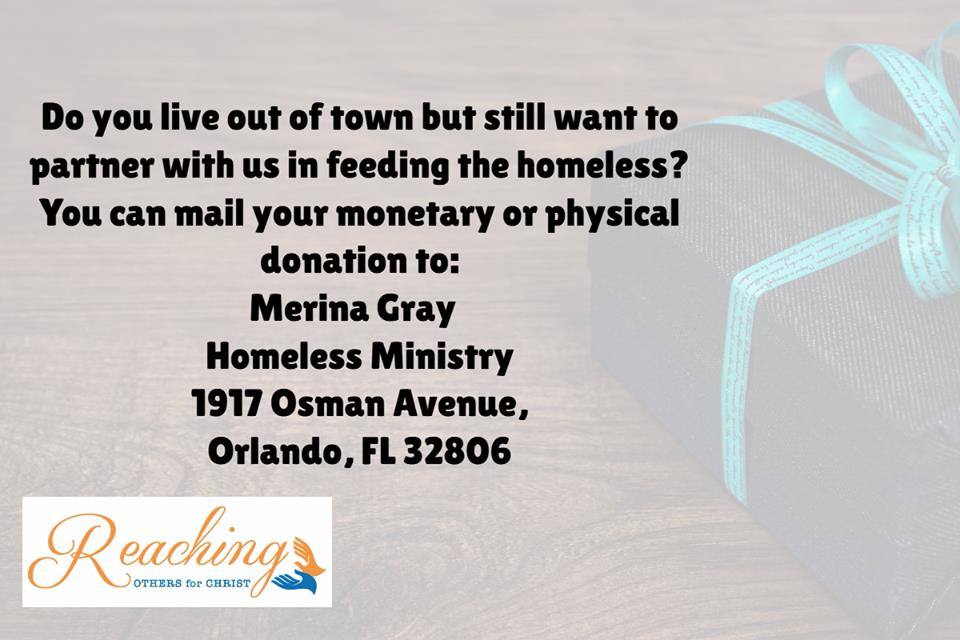 Do you live out of town but still want to
partner with us in feeding the homeless?
You can mail your monetary or physical
donation to:
Merina Gray
Homeless Ministry
1917 Osman Avenue,
Orlando, FL 32806
Reaching
OTHERS for CHRIST